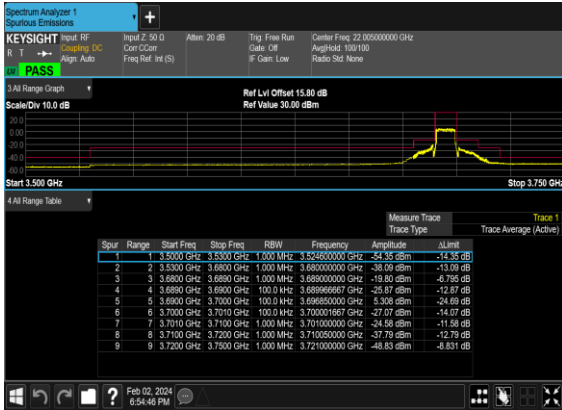 Spectrum Analyzer 1
Spurious Emissions
+
KEYSIGHT Input: RF Input Z: 50 Ω Atten: 20 dB Trig: Free Run Center Freq: 22.005000000 GHz
R T Coupling: DC Corr CCorr Gate: Off Avg|Hold: 100/100
Align: Auto Freq Ref: Int (S) IF Gain: Low Radio Std: None
PASS
3 All Range Graph
Ref Lvl Offset 15.80 dB
Scale/Div 10.0 dB Ref Value 30.00 dBm
20.0
0.00
-20.0
-40.0
-60.0
Start 3.500 GHz Stop 3.750 GHz
4 All Range Table
Measure Trace Trace 1
Trace Type Trace Average (Active)
Spur Range Start Freq Stop Freq RBW Frequency Amplitude ΔLimit
1 1 3.5000 GHz 3.5300 GHz 1.000 MHz 3.524600000 GHz -54.35 dBm -14.35 dB
2 2 3.5300 GHz 3.6800 GHz 1.000 MHz 3.680000000 GHz -38.09 dBm -13.09 dB
3 3 3.6800 GHz 3.6890 GHz 1.000 MHz 3.689000000 GHz -19.80 dBm -6.795 dB
4 4 3.6890 GHz 3.6900 GHz 100.0 kHz 3.689966667 GHz -25.87 dBm -12.87 dB
5 5 3.6900 GHz 3.7000 GHz 100.0 kHz 3.696850000 GHz 5.308 dBm -24.69 dB
6 6 3.7000 GHz 3.7010 GHz 100.0 kHz 3.700001667 GHz -27.07 dBm -14.07 dB
7 7 3.7010 GHz 3.7100 GHz 1.000 MHz 3.701000000 GHz -24.58 dBm -11.58 dB
8 8 3.7100 GHz 3.7200 GHz 1.000 MHz 3.710050000 GHz -37.79 dBm -12.79 dB
9 9 3.7200 GHz 3.7500 GHz 1.000 MHz 3.721000000 GHz -48.83 dBm -8.831 dB
? Feb 02, 2024
6:54:46 PM